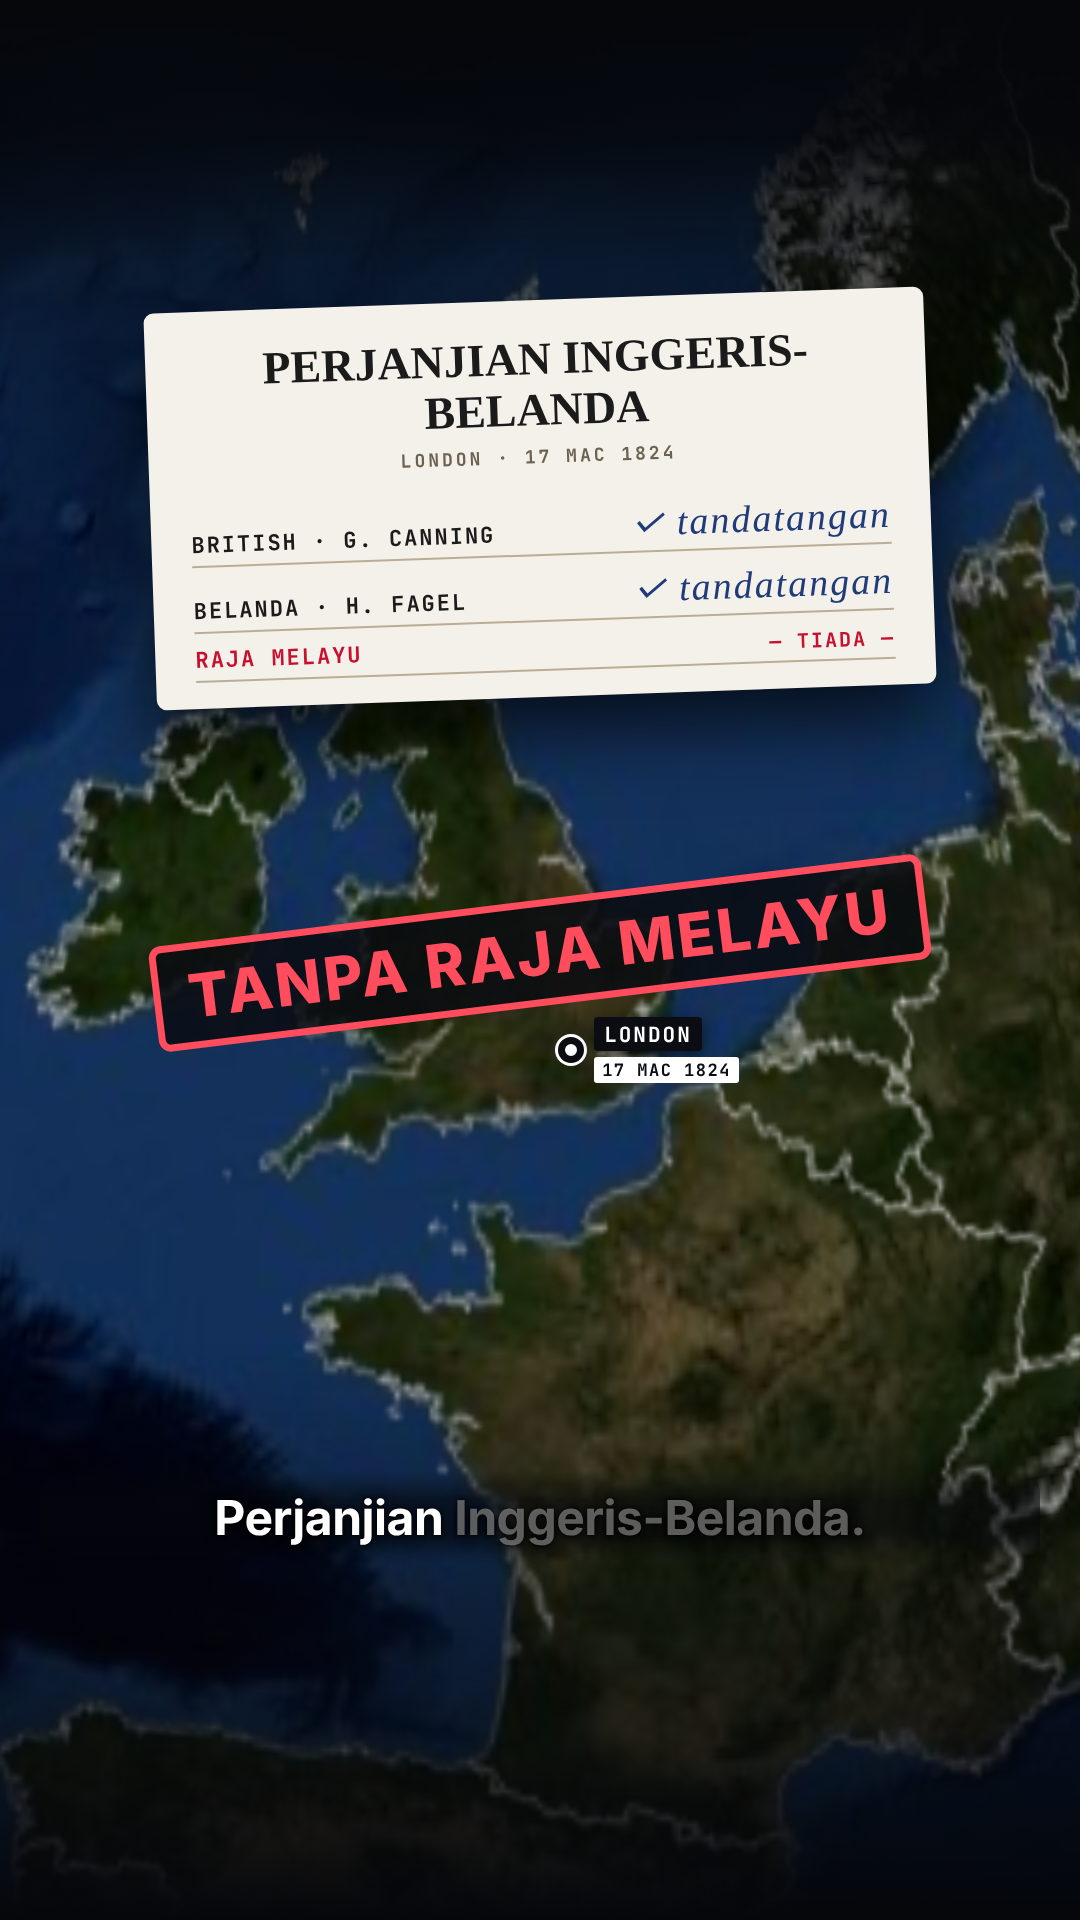 PERJANJIAN INGGERIS-
BELANDA
LONDON · 17 MAC 1824
BRITISH · G. CANNING ✓ tandatangan
BELANDA · H. FAGEL ✓ tandatangan
RAJA MELAYU — TIADA —
TANPA RAJA MELAYU
LONDON
17 MAC 1824
Perjanjian Inggeris-Belanda.